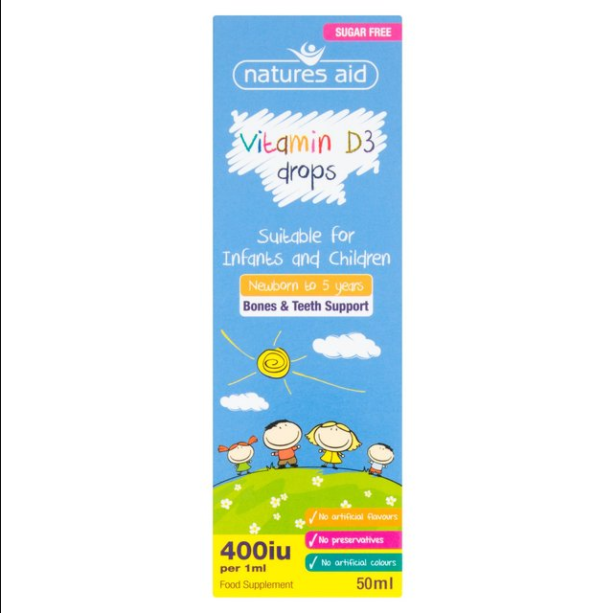 SUGAR FREE
natures aid
Vitamin D3
drops
Suitable for
Infants and Children
Newborn to 5 years
Bones & Teeth Support
✓ No artificial flavours
✓ No preservatives
✓ No artificial colours
400iu
per 1ml
Food Supplement
50ml